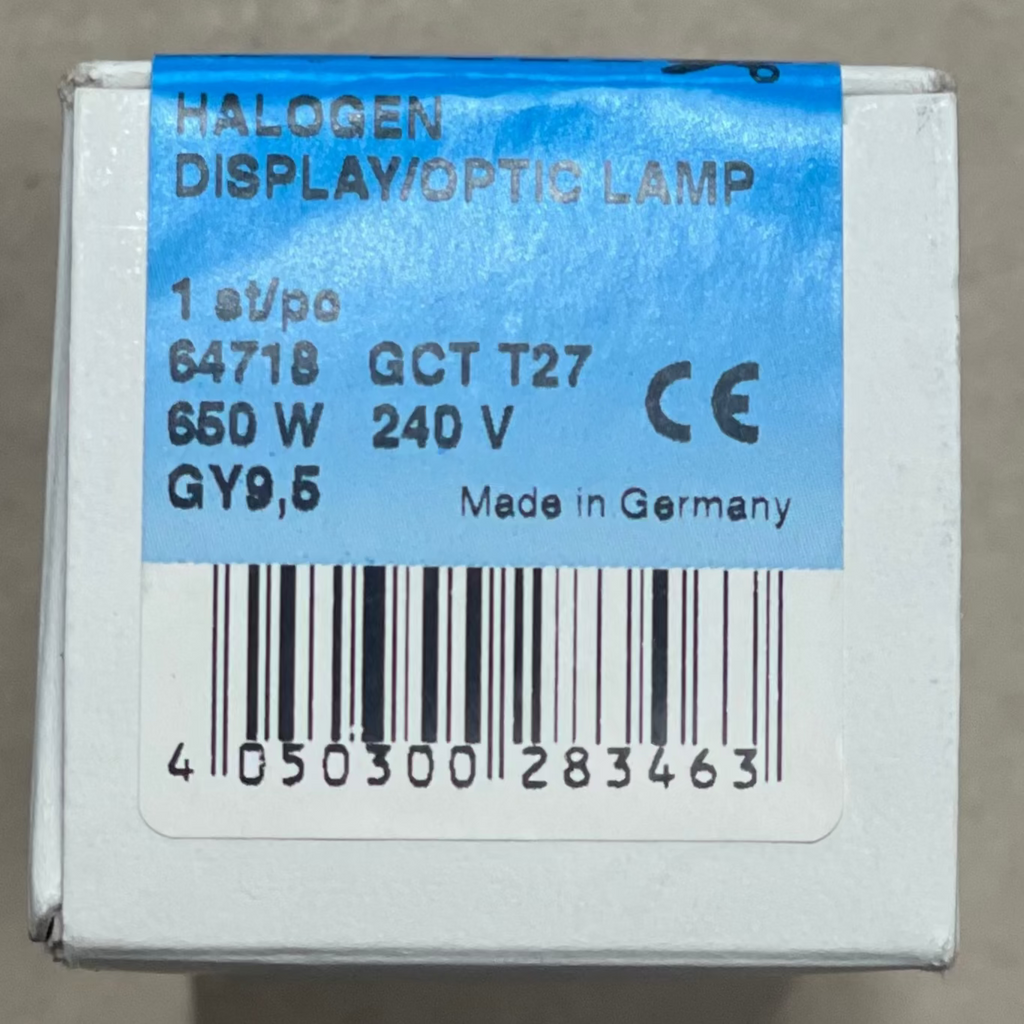 HALOGEN
DISPLAY/OPTIC LAMP
1 st/pc
64718 GCT T27
650 W 240 V
GY9,5
CE
Made in Germany
4 050300 283463